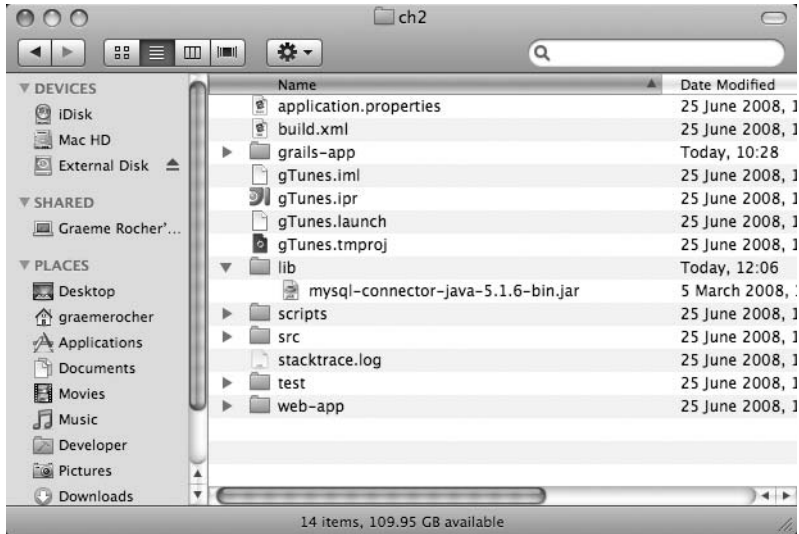 ch2
DEVICES
iDisk
Mac HD
External Disk
SHARED
Graeme Rocher'...
PLACES
Desktop
graemerocher
Applications
Documents
Movies
Music
Developer
Pictures
Downloads
Name Date Modified
application.properties 25 June 2008, 1
build.xml 25 June 2008, 1
grails-app Today, 10:28
gTunes.iml 25 June 2008, 1
gTunes.ipr 25 June 2008, 1
gTunes.launch 25 June 2008, 1
gTunes.tmproj 25 June 2008, 1
lib Today, 12:06
mysql-connector-java-5.1.6-bin.jar 5 March 2008,
scripts 25 June 2008, 1
src 25 June 2008, 1
stacktrace.log 25 June 2008, 1
test 25 June 2008, 1
web-app 25 June 2008, 1
14 items, 109.95 GB available